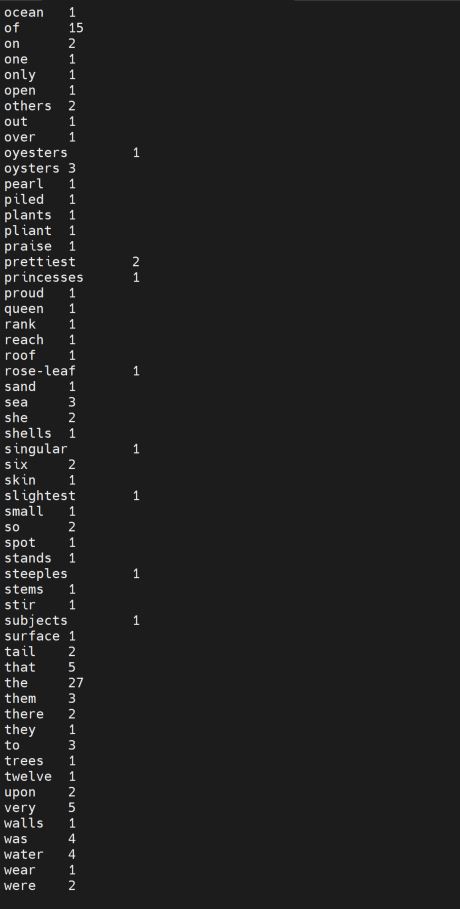 ocean 1
of 15
on 2
one 1
only 1
open 1
others 2
out 1
over 1
oyesters 1
oysters 3
pearl 1
piled 1
plants 1
pliant 1
praise 1
prettiest 2
princesses 1
proud 1
queen 1
rank 1
reach 1
roof 1
rose-leaf 1
sand 1
sea 3
she 2
shells 1
singular 1
six 2
skin 1
slightest 1
small 1
so 2
spot 1
stands 1
steeples 1
stems 1
stir 1
subjects 1
surface 1
tail 2
that 5
the 27
them 3
there 2
they 1
to 3
trees 1
twelve 1
upon 2
very 5
walls 1
was 4
water 4
wear 1
were 2